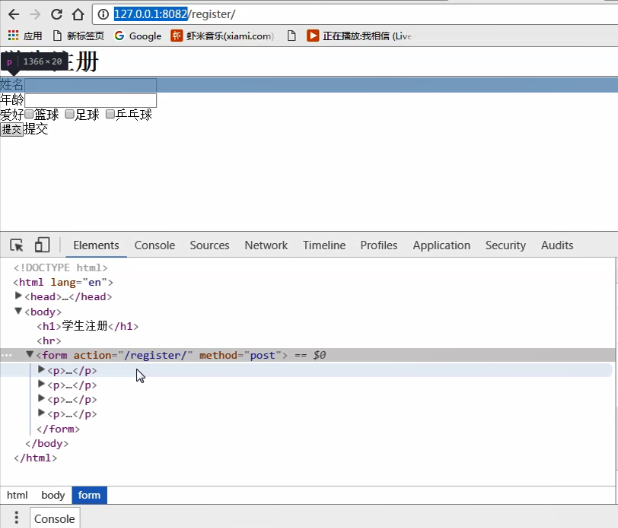 127.0.0.1:8082/register/
应用 新标签页 Google 虾米音乐(xiami.com) 正在播放:我相信 (Live
学生注册
p 1366×20
姓名
年龄
爱好 篮球 足球 乒乓球
提交 提交
Elements Console Sources Network Timeline Profiles Application Security Audits
<!DOCTYPE html>
<html lang="en">
<head>…</head>
<body>
<h1>学生注册</h1>
<hr>
<form action="/register/" method="post"> == $0
<p>…</p>
<p>…</p>
<p>…</p>
<p>…</p>
</form>
</body>
</html>
html body form
Console